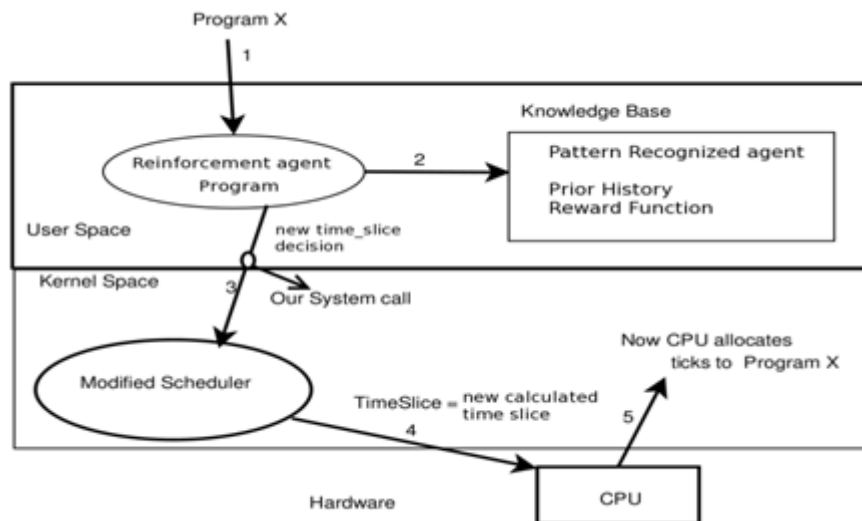 Program X
1
Knowledge Base
Reinforcement agent
Program
2
Pattern Recognized agent
Prior History
Reward Function
User Space
new time_slice
decision
Kernel Space
3
Our System call
Modified Scheduler
Now CPU allocates
ticks to Program X
TimeSlice = new calculated
time slice
4
5
CPU
Hardware